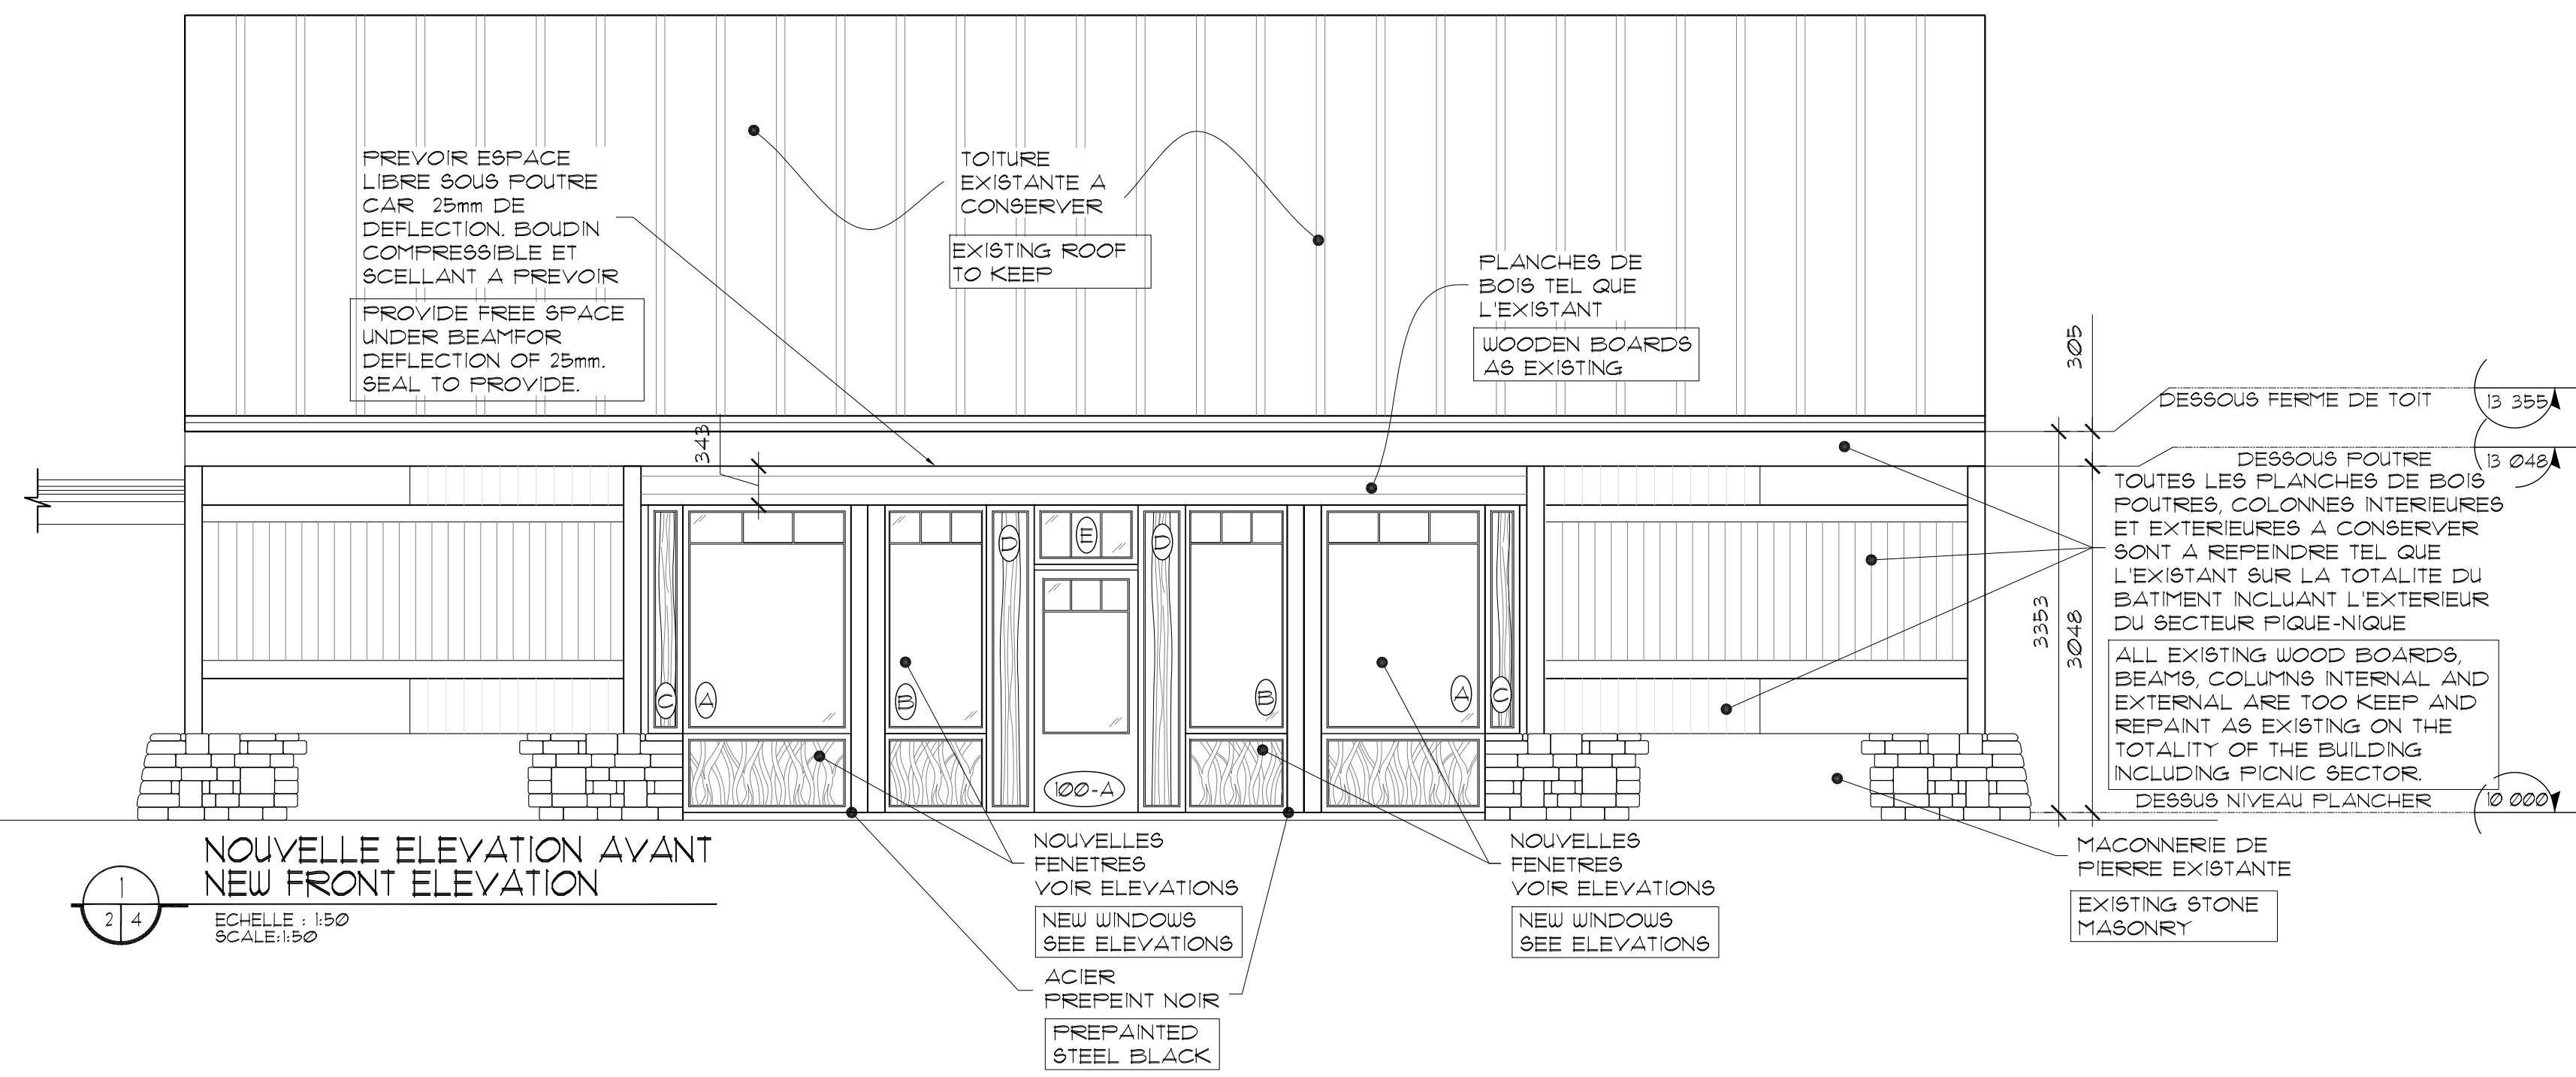 PREVOIR ESPACE
LIBRE SOUS POUTRE
CAR 25mm DE
DEFLECTION. BOUDIN
COMPRESSIBLE ET
SCELLANT A PREVOIR
PROVIDE FREE SPACE
UNDER BEAMFOR
DEFLECTION OF 25mm.
SEAL TO PROVIDE.
TOITURE
EXISTANTE A
CONSERVER
EXISTING ROOF
TO KEEP
PLANCHES DE
BOIS TEL QUE
L'EXISTANT
WOODEN BOARDS
AS EXISTING
343
305
3353
3048
DESSOUS FERME DE TOIT
13 355
DESSOUS POUTRE
13 048
TOUTES LES PLANCHES DE BOIS
POUTRES, COLONNES INTERIEURES
ET EXTERIEURES A CONSERVER
SONT A REPEINDRE TEL QUE
L'EXISTANT SUR LA TOTALITE DU
BATIMENT INCLUANT L'EXTERIEUR
DU SECTEUR PIQUE-NIQUE
ALL EXISTING WOOD BOARDS,
BEAMS, COLUMNS INTERNAL AND
EXTERNAL ARE TOO KEEP AND
REPAINT AS EXISTING ON THE
TOTALITY OF THE BUILDING
INCLUDING PICNIC SECTOR.
DESSUS NIVEAU PLANCHER
10 000
D
E
D
C
A
B
B
A
C
100-A
NOUVELLE ELEVATION AVANT
NEW FRONT ELEVATION
1
2 4
ECHELLE : 1:50
SCALE:1:50
NOUVELLES
FENETRES
VOIR ELEVATIONS
NEW WINDOWS
SEE ELEVATIONS
ACIER
PREPEINT NOIR
PREPAINTED
STEEL BLACK
NOUVELLES
FENETRES
VOIR ELEVATIONS
NEW WINDOWS
SEE ELEVATIONS
MACONNERIE DE
PIERRE EXISTANTE
EXISTING STONE
MASONRY